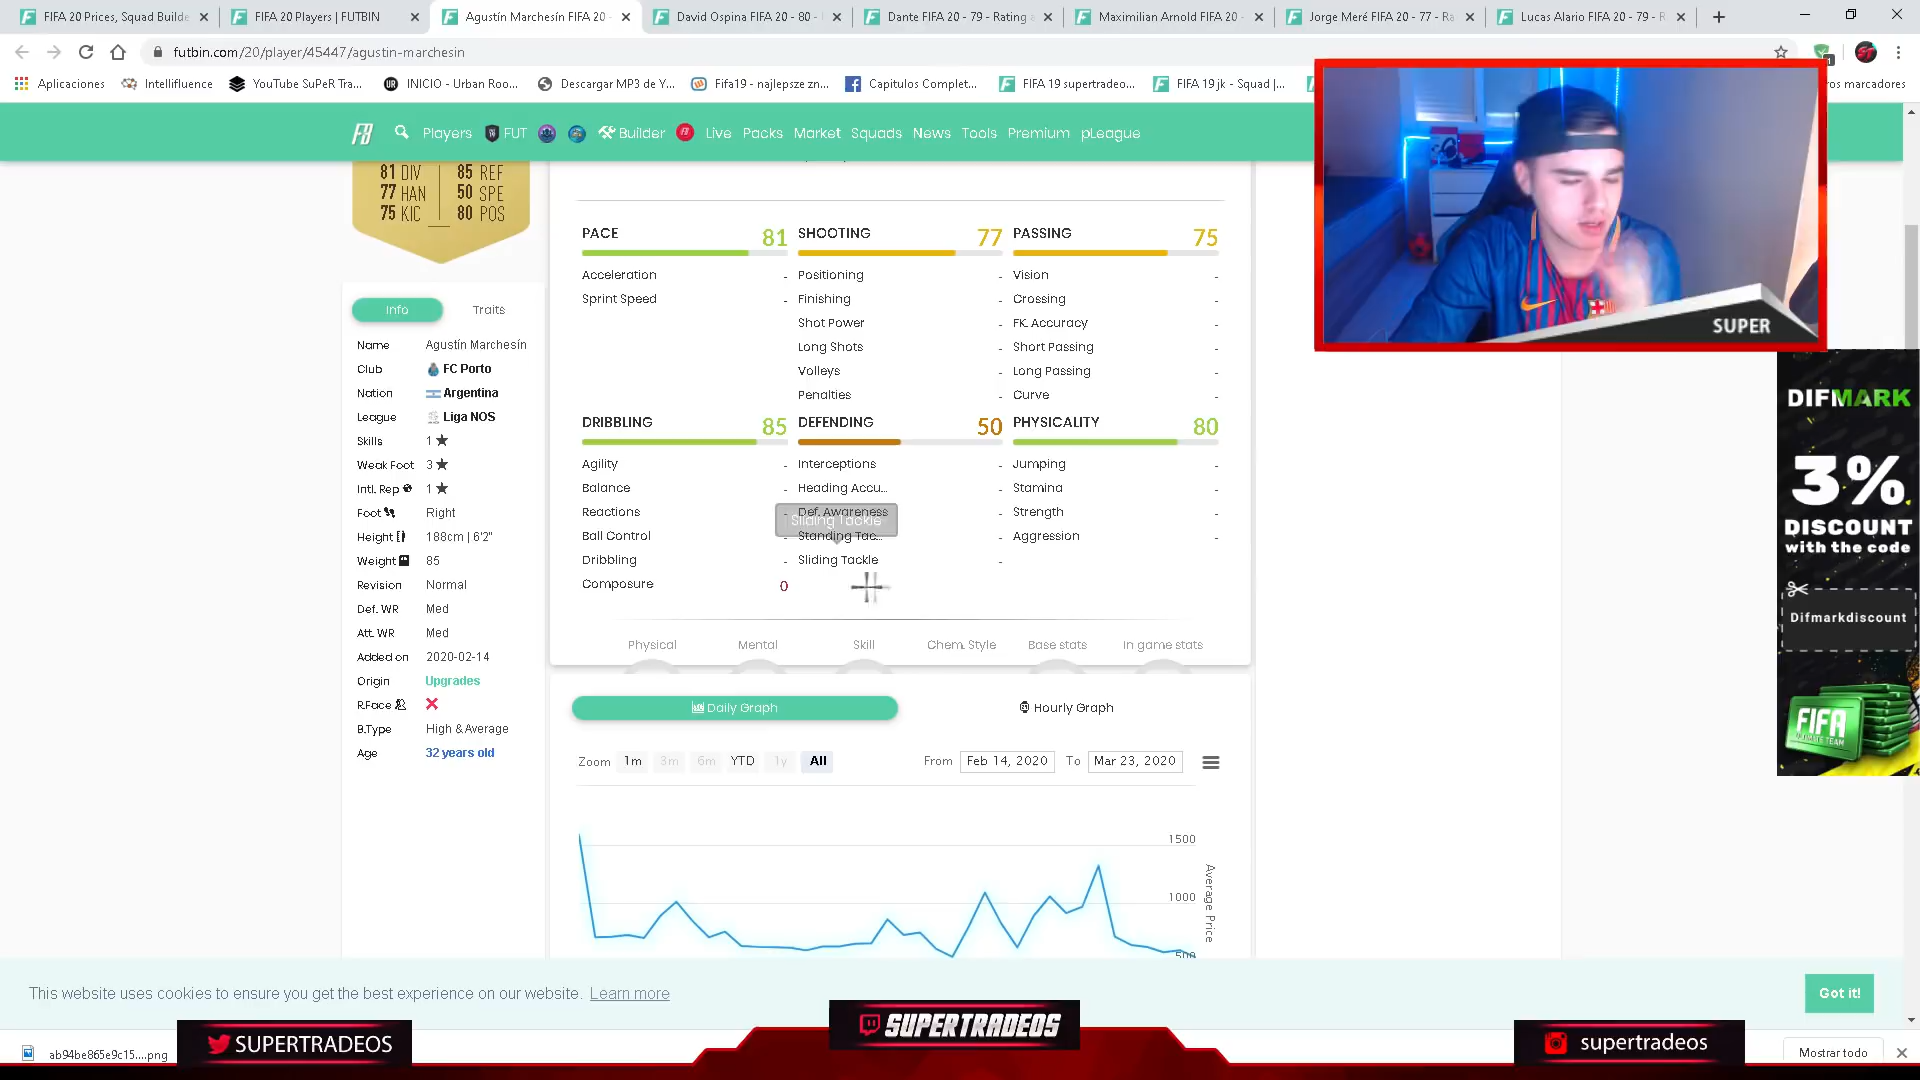 FIFA 20 Prices, Squad Builde
FIFA 20 Players | FUTBIN
Agustín Marchesín FIFA 20 -
David Ospina FIFA 20 - 80 -
Dante FIFA 20 - 79 - Rating a
Maximilian Arnold FIFA 20 -
Jorge Meré FIFA 20 - 77 - Ra
Lucas Alario FIFA 20 - 79 - R
futbin.com/20/player/45447/agustin-marchesin
Aplicaciones
Intellifluence
YouTube SuPeR Tra...
INICIO - Urban Roo...
Descargar MP3 de Y...
Fifa19 - najlepsze zn...
Capitulos Complet...
FIFA 19 supertradeo...
FIFA 19 jk - Squad |...
ros marcadores
Players FUT Builder Live Packs Market Squads News Tools Premium pLeague
81 DIV 85 REF
77 HAN 50 SPE
75 KIC 80 POS
SUPER
Info Traits
Name Agustín Marchesín
Club FC Porto
Nation Argentina
League Liga NOS
Skills 1
Weak Foot 3
Intl. Rep 1
Foot Right
Height 188cm | 6'2"
Weight 85
Revision Normal
Def. WR Med
Att. WR Med
Added on 2020-02-14
Origin Upgrades
R.Face
B.Type High & Average
Age 32 years old
PACE 81
Acceleration -
Sprint Speed -
SHOOTING 77
Positioning -
Finishing -
Shot Power -
Long Shots -
Volleys -
Penalties -
PASSING 75
Vision -
Crossing -
FK. Accuracy -
Short Passing -
Long Passing -
Curve -
DRIBBLING 85
Agility -
Balance -
Reactions -
Ball Control -
Dribbling -
Composure 0
DEFENDING 50
Interceptions -
Heading Accu... -
Def. Awareness
Sliding Tackle
Standing Tac... -
Sliding Tackle -
PHYSICALITY 80
Jumping -
Stamina -
Strength -
Aggression -
Physical Mental Skill Chem. Style Base stats In game stats
Daily Graph Hourly Graph
Zoom 1m 3m 6m YTD 1y All From Feb 14, 2020 To Mar 23, 2020
1500
1000
500
Average Price
DIFMARK
3%
DISCOUNT
with the code
Difmarkdiscount
FIFA
ULTIMATE TEAM
This website uses cookies to ensure you get the best experience on our website. Learn more
Got it!
SUPERTRADEOS
SUPERTRADEOS
supertradeos
ab94be865e9c15....png
Mostrar todo